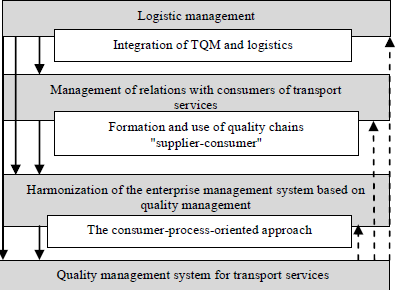 Logistic management
Integration of TQM and logistics
Management of relations with consumers of transport
services
Formation and use of quality chains
"supplier-consumer"
Harmonization of the enterprise management system based on
quality management
The consumer-process-oriented approach
Quality management system for transport services